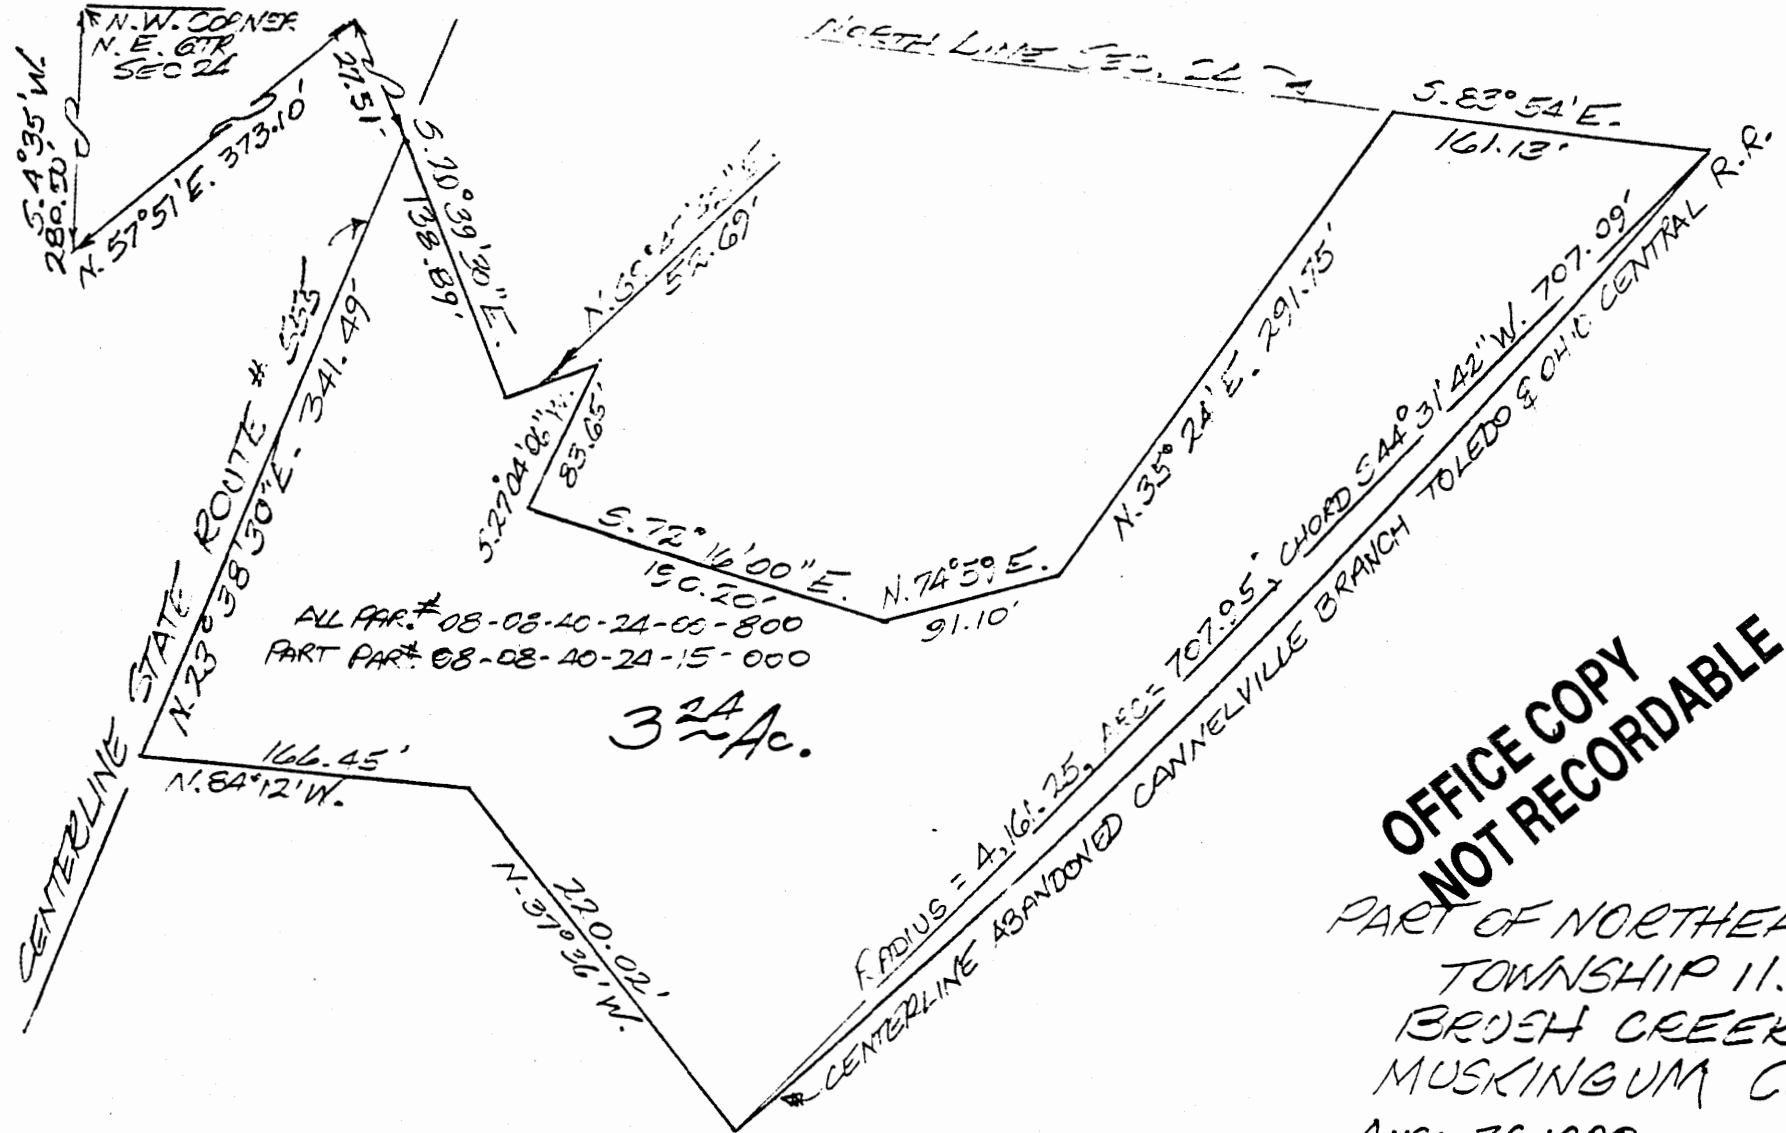 N.W. CORNER
N.E. QTR
SEC 24
S. 4°35' W.
280.50'
N. 57°51' E. 373.10'
27.51'
S. 20°39'30" E.
138.89'
NORTH LINE SEC. 24
S. 83°54' E.
161.13'
R.R.
52.69'
S. 27°04'06" W.
83.65'
S. 72°16'00" E.
190.20'
N. 74°59' E.
91.10'
N. 35°24' E. 291.75'
STATE ROUTE # 555
N. 23°38'30" E. 341.49'
CENTERLINE
ALL PAR.# 08-08-40-24-06-800
PART PAR# 08-08-40-24-15-000
3 24 Ac.
166.45'
N. 84°12' W.
220.02'
N. 37°36' W.
RADIUS = 4,161.25, ARC = 707.95', CHORD S 44°31'42" W. 707.09'
CENTERLINE ABANDONED CANNELVILLE BRANCH TOLEDO & OHIO CENTRAL
OFFICE COPY
NOT RECORDABLE
PART OF NORTHEA
TOWNSHIP 11.
BRUSH CREEK
MUSKINGUM C